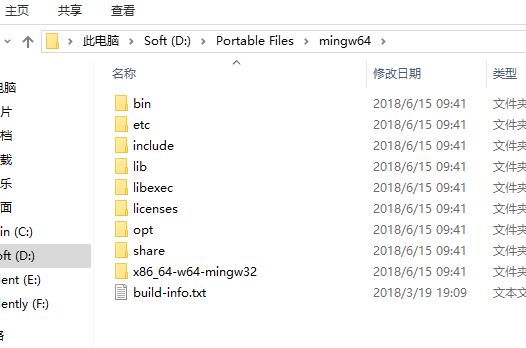 主页 共享 查看
此电脑 Soft (D:) Portable Files mingw64
名称 修改日期 类型
电脑
片 bin 2018/6/15 09:41 文件夹
档 etc 2018/6/15 09:41 文件夹
载 include 2018/6/15 09:41 文件夹
乐 lib 2018/6/15 09:41 文件夹
面 libexec 2018/6/15 09:41 文件夹
in (C:) licenses 2018/6/15 09:41 文件夹
oft (D:) opt 2018/6/15 09:41 文件夹
ent (E:) share 2018/6/15 09:41 文件夹
ently (F:) x86_64-w64-mingw32 2018/6/15 09:41 文件夹
build-info.txt 2018/3/19 19:09 文本文
络